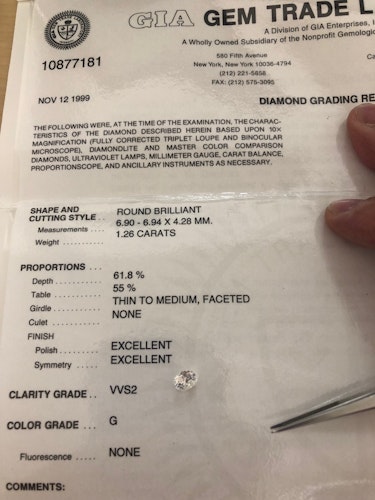 GIA GEM TRADE L
A Division of GIA Enterprises, I
A Wholly Owned Subsidiary of the Nonprofit Gemolog
580 Fifth Avenue
New York, New York 10036-4794
(212) 221-5858
FAX: (212) 575-3095
10877181
NOV 12 1999
DIAMOND GRADING RE
THE FOLLOWING WERE, AT THE TIME OF THE EXAMINATION, THE CHARAC-
TERISTICS OF THE DIAMOND DESCRIBED HEREIN BASED UPON 10X
MAGNIFICATION (FULLY CORRECTED TRIPLET LOUPE AND BINOCULAR
MICROSCOPE), DIAMONDLITE AND MASTER COLOR COMPARISON
DIAMONDS, ULTRAVIOLET LAMPS, MILLIMETER GAUGE, CARAT BALANCE,
PROPORTIONSCOPE, AND ANCILLARY INSTRUMENTS AS NECESSARY.
SHAPE AND
CUTTING STYLE .. ROUND BRILLIANT
Measurements .... 6.90 - 6.94 X 4.28 MM.
Weight .......... 1.26 CARATS
PROPORTIONS ...
Depth ........... 61.8 %
Table ........... 55 %
Girdle .......... THIN TO MEDIUM, FACETED
Culet ........... NONE
FINISH
Polish .......... EXCELLENT
Symmetry ..... EXCELLENT
CLARITY GRADE .. VVS2
COLOR GRADE ... G
Fluorescence ..... NONE
COMMENTS: